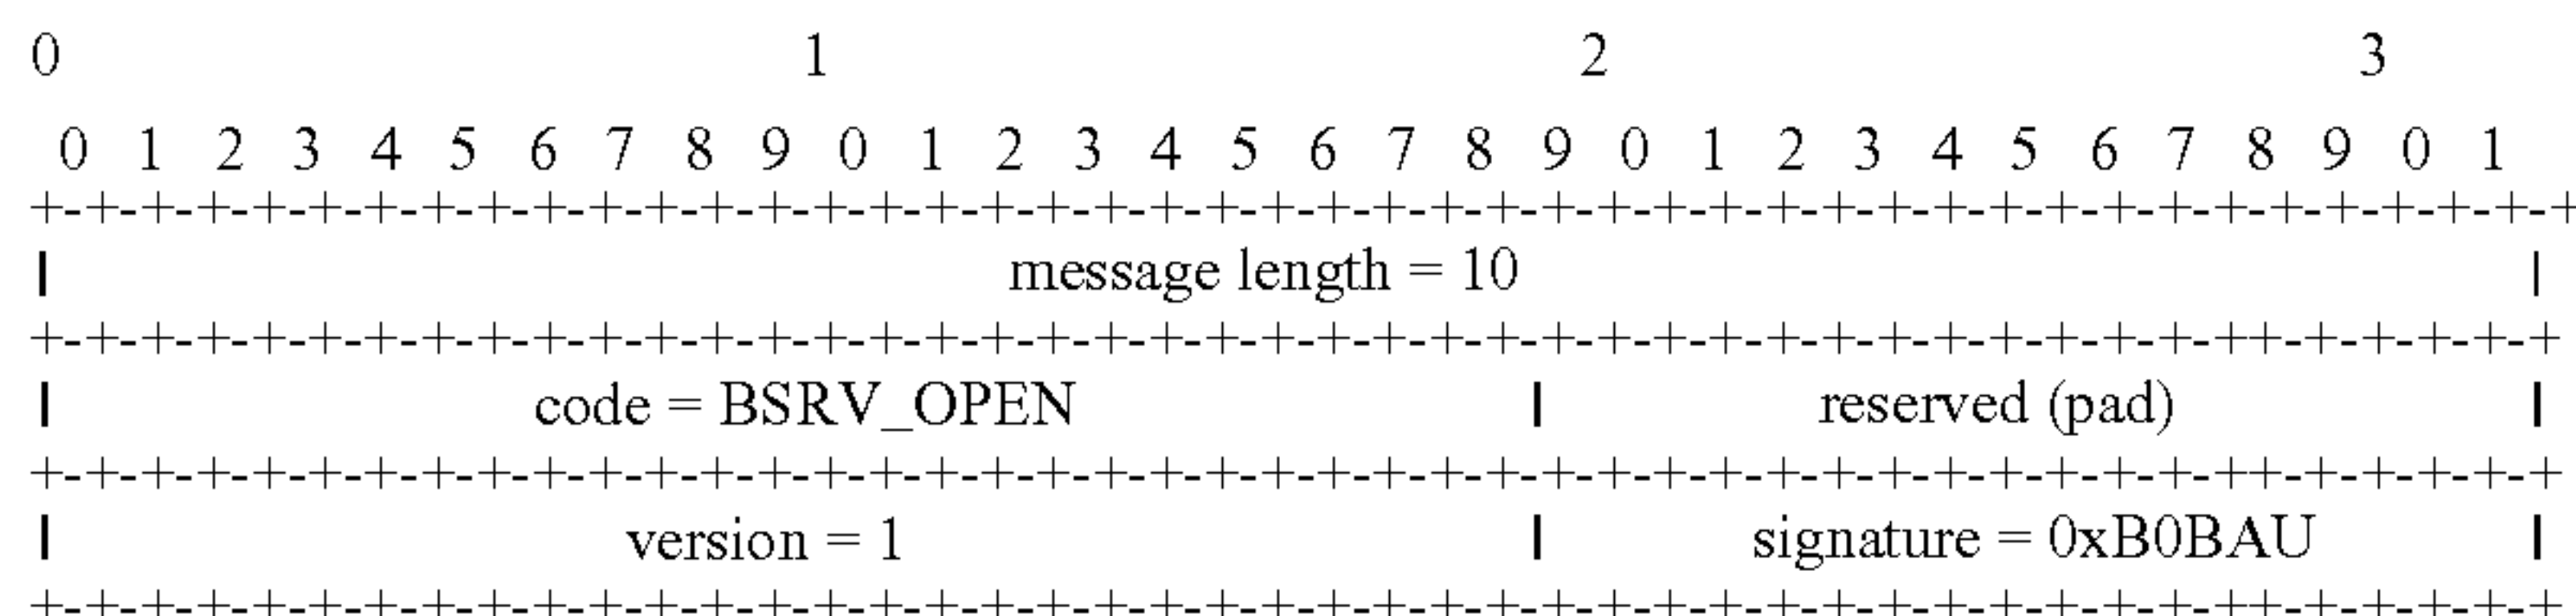 0 1 2 3
0 1 2 3 4 5 6 7 8 9 0 1 2 3 4 5 6 7 8 9 0 1 2 3 4 5 6 7 8 9 0 1
+-+-+-+-+-+-+-+-+-+-+-+-+-+-+-+-+-+-+-+-+-+-+-+-+-+-+-+-+-+-+-+-+-+-+-+-+-+-+-+-+-+-+-+-+-+-+
| message length = 10 |
+-+-+-+-+-+-+-+-+-+-+-+-+-+-+-+-+-+-+-+-+-+-+-+-+-+-+-+-+-+-+-+-+-+-+-+-+-+-+-+-++-+-+-+-+-+
| code = BSRV_OPEN | reserved (pad) |
+-+-+-+-+-+-+-+-+-+-+-+-+-+-+-+-+-+-+-+-+-+-+-+-+-+-+-+-+-+-+-+-+-+-+-+-+-+-+-+-++-+-+-+-+-+
| version = 1 | signature = 0xB0BAU |
+-+-+-+-+-+-+-+-+-+-+-+-+-+-+-+-+-+-+-+-+-+-+-+-+-+-+-+-+-+-+-+-+-+-+-+-+-+-+-+-++-+-+-+-+-+